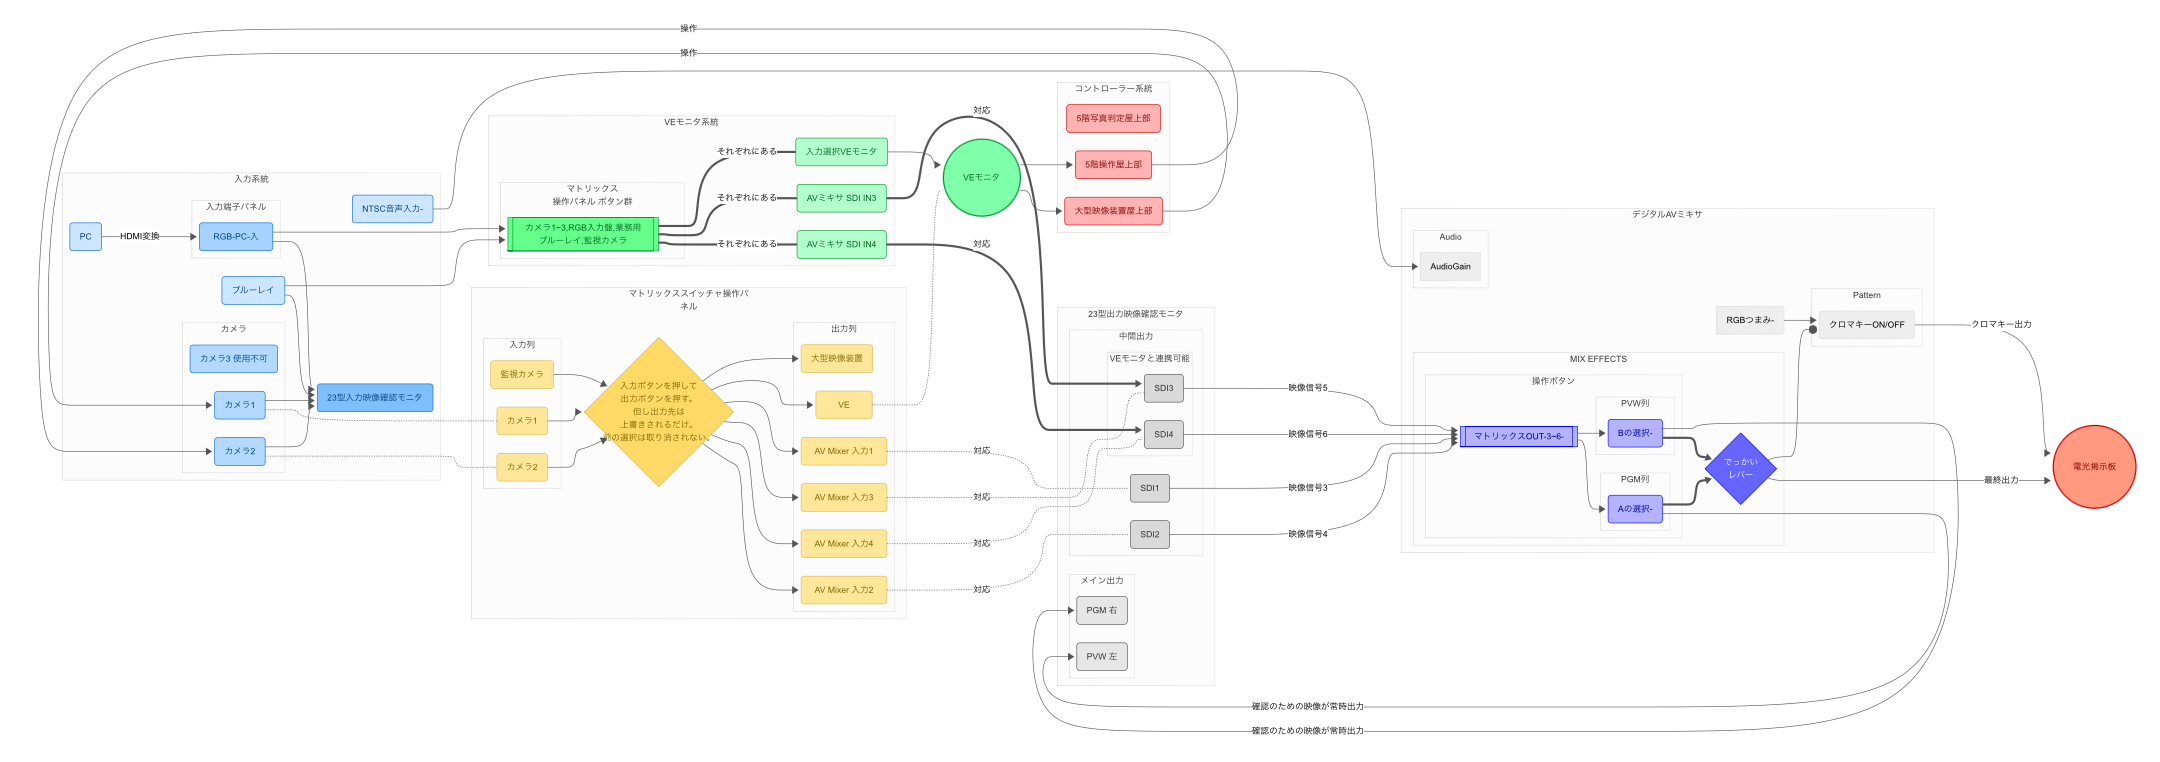 操作
操作
入力系統
PC
HDMI変換
入力端子パネル
RGB-PC-入
NTSC音声入力-
ブルーレイ
カメラ
カメラ3 使用不可
カメラ1
カメラ2
23型入力映像確認モニタ
VEモニタ系統
マトリックス
操作パネル ボタン群
カメラ1~3,RGB入力盤,業務用
ブルーレイ,監視カメラ
それぞれにある
それぞれにある
それぞれにある
入力選択VEモニタ
AVミキサ SDI IN3
AVミキサ SDI IN4
対応
対応
VEモニタ
コントローラー系統
5階写真判定屋上部
5階操作屋上部
大型映像装置屋上部
マトリックススイッチャ操作パ
ネル
入力列
監視カメラ
カメラ1
カメラ2
入力ボタンを押して
出力ボタンを押す。
但し出力先は
上書きされるだけ。
前の選択は取り消されない。
出力列
大型映像装置
VE
AV Mixer 入力1
AV Mixer 入力3
AV Mixer 入力4
AV Mixer 入力2
対応
対応
対応
対応
23型出力映像確認モニタ
中間出力
VEモニタと連携可能
SDI3
SDI4
SDI1
SDI2
メイン出力
PGM 右
PVW 左
映像信号5
映像信号6
映像信号3
映像信号4
確認のための映像が常時出力
確認のための映像が常時出力
デジタルAVミキサ
Audio
AudioGain
RGBつまみ-
Pattern
クロマキーON/OFF
MIX EFFECTS
操作ボタン
マトリックスOUT-3~6-
PVW列
Bの選択-
PGM列
Aの選択-
でっかい
レバー
クロマキー出力
最終出力
電光掲示板